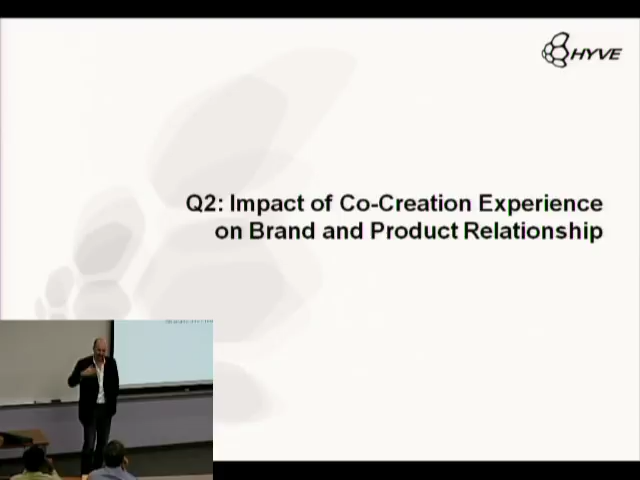 HYVE
Q2: Impact of Co-Creation Experience
on Brand and Product Relationship